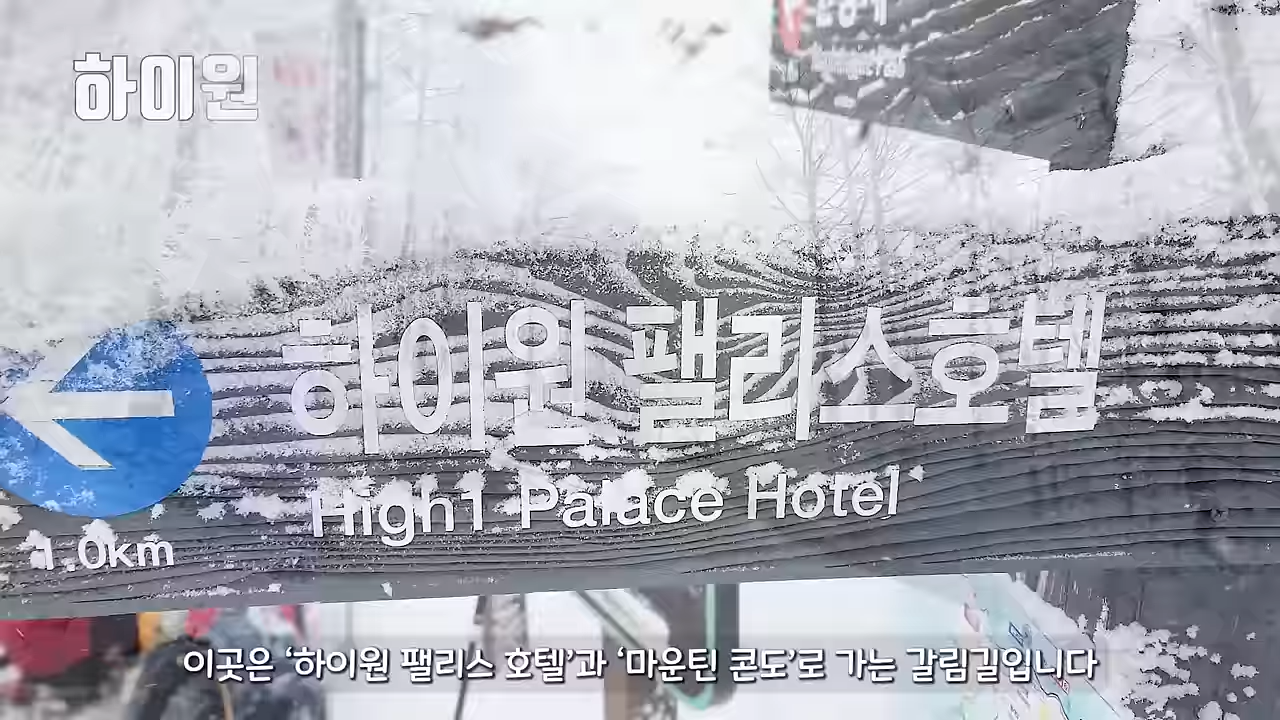 하이원
하이원 팰리스호텔
High1 Palace Hotel
1.0km
이곳은 ‘하이원 팰리스 호텔’과 ‘마운틴 콘도’로 가는 갈림길입니다